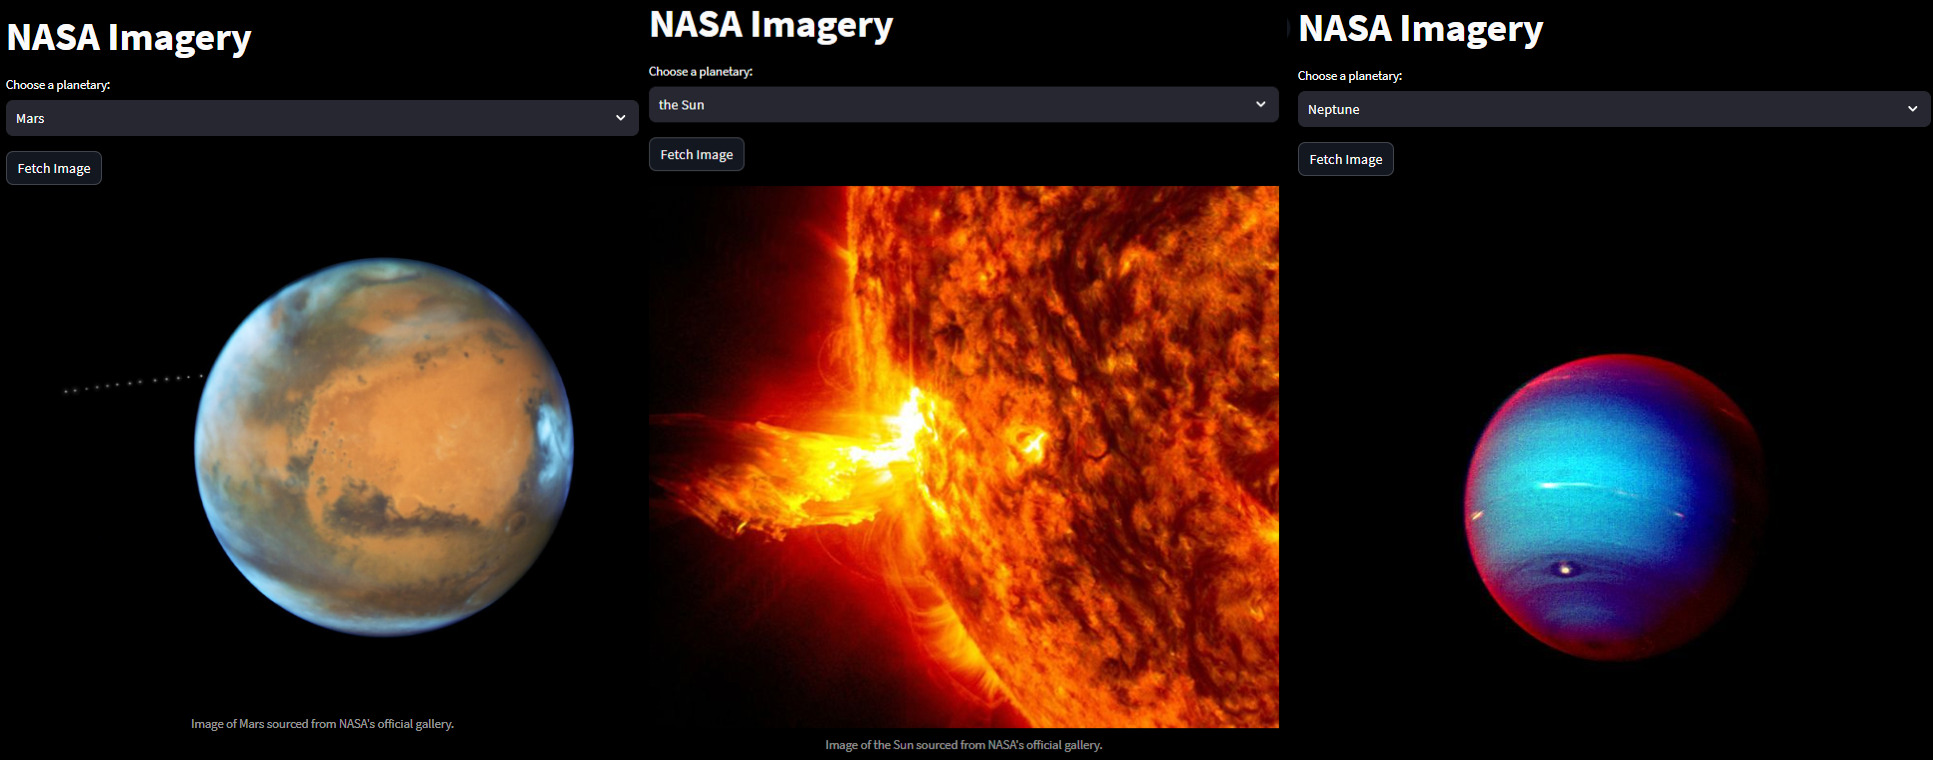 NASA Imagery
Choose a planetary:
Mars
Fetch Image
Image of Mars sourced from NASA's official gallery.
NASA Imagery
Choose a planetary:
the Sun
Fetch Image
Image of the Sun sourced from NASA's official gallery.
NASA Imagery
Choose a planetary:
Neptune
Fetch Image